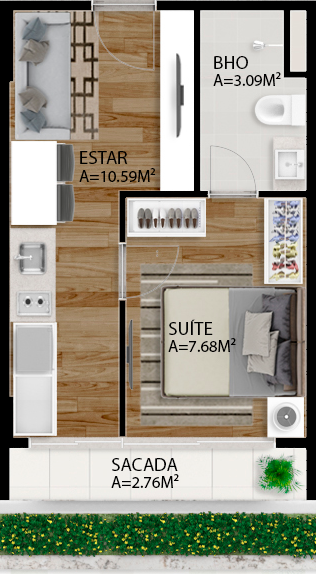 BHO
A=3.09M²
ESTAR
A=10.59M²
SUÍTE
A=7.68M²
SACADA
A=2.76M²